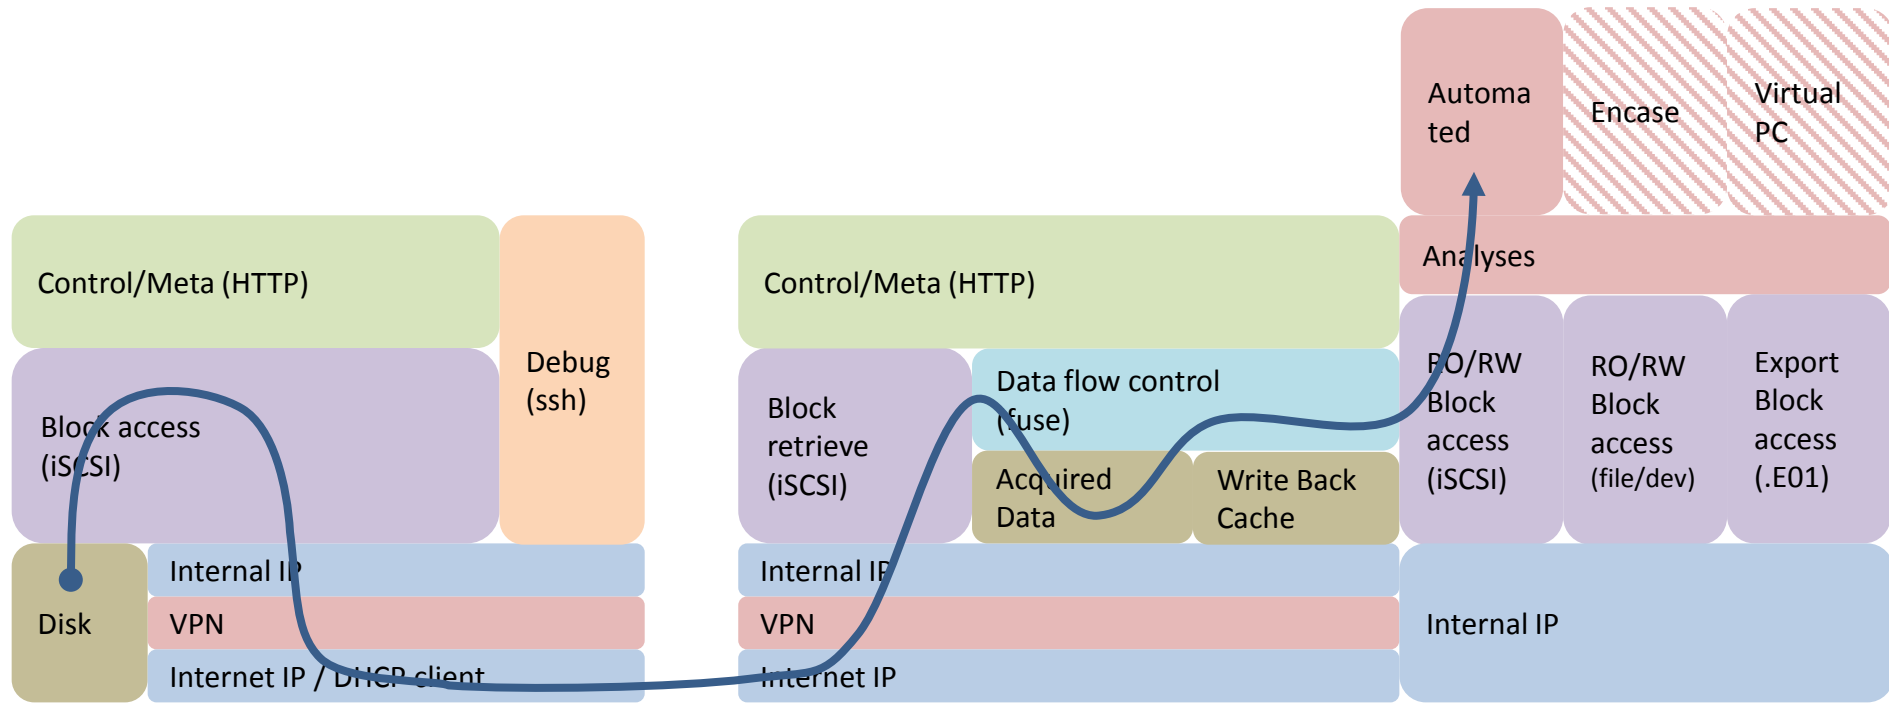 Control/Meta (HTTP)
Debug
(ssh)
Block access
(iSCSI)
Disk
Internal IP
VPN
Internet IP / DHCP client
Control/Meta (HTTP)
Block
retrieve
(iSCSI)
Data flow control
(fuse)
Acquired
Data
Write Back
Cache
Internal IP
VPN
Internet IP
Automa
ted
Encase
Virtual
PC
Analyses
RO/RW
Block
access
(iSCSI)
RO/RW
Block
access
(file/dev)
Export
Block
access
(.E01)
Internal IP